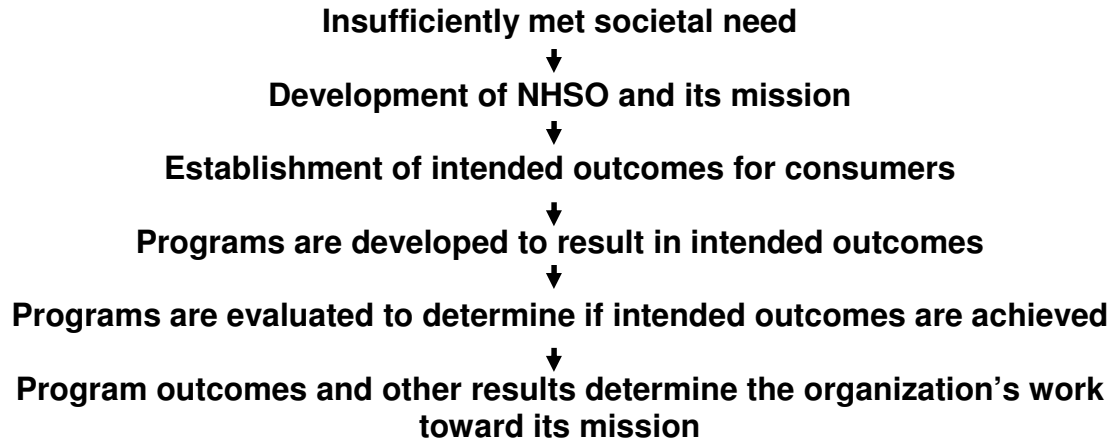 Insufficiently met societal need
Development of NHSO and its mission
Establishment of intended outcomes for consumers
Programs are developed to result in intended outcomes
Programs are evaluated to determine if intended outcomes are achieved
Program outcomes and other results determine the organization’s work
toward its mission